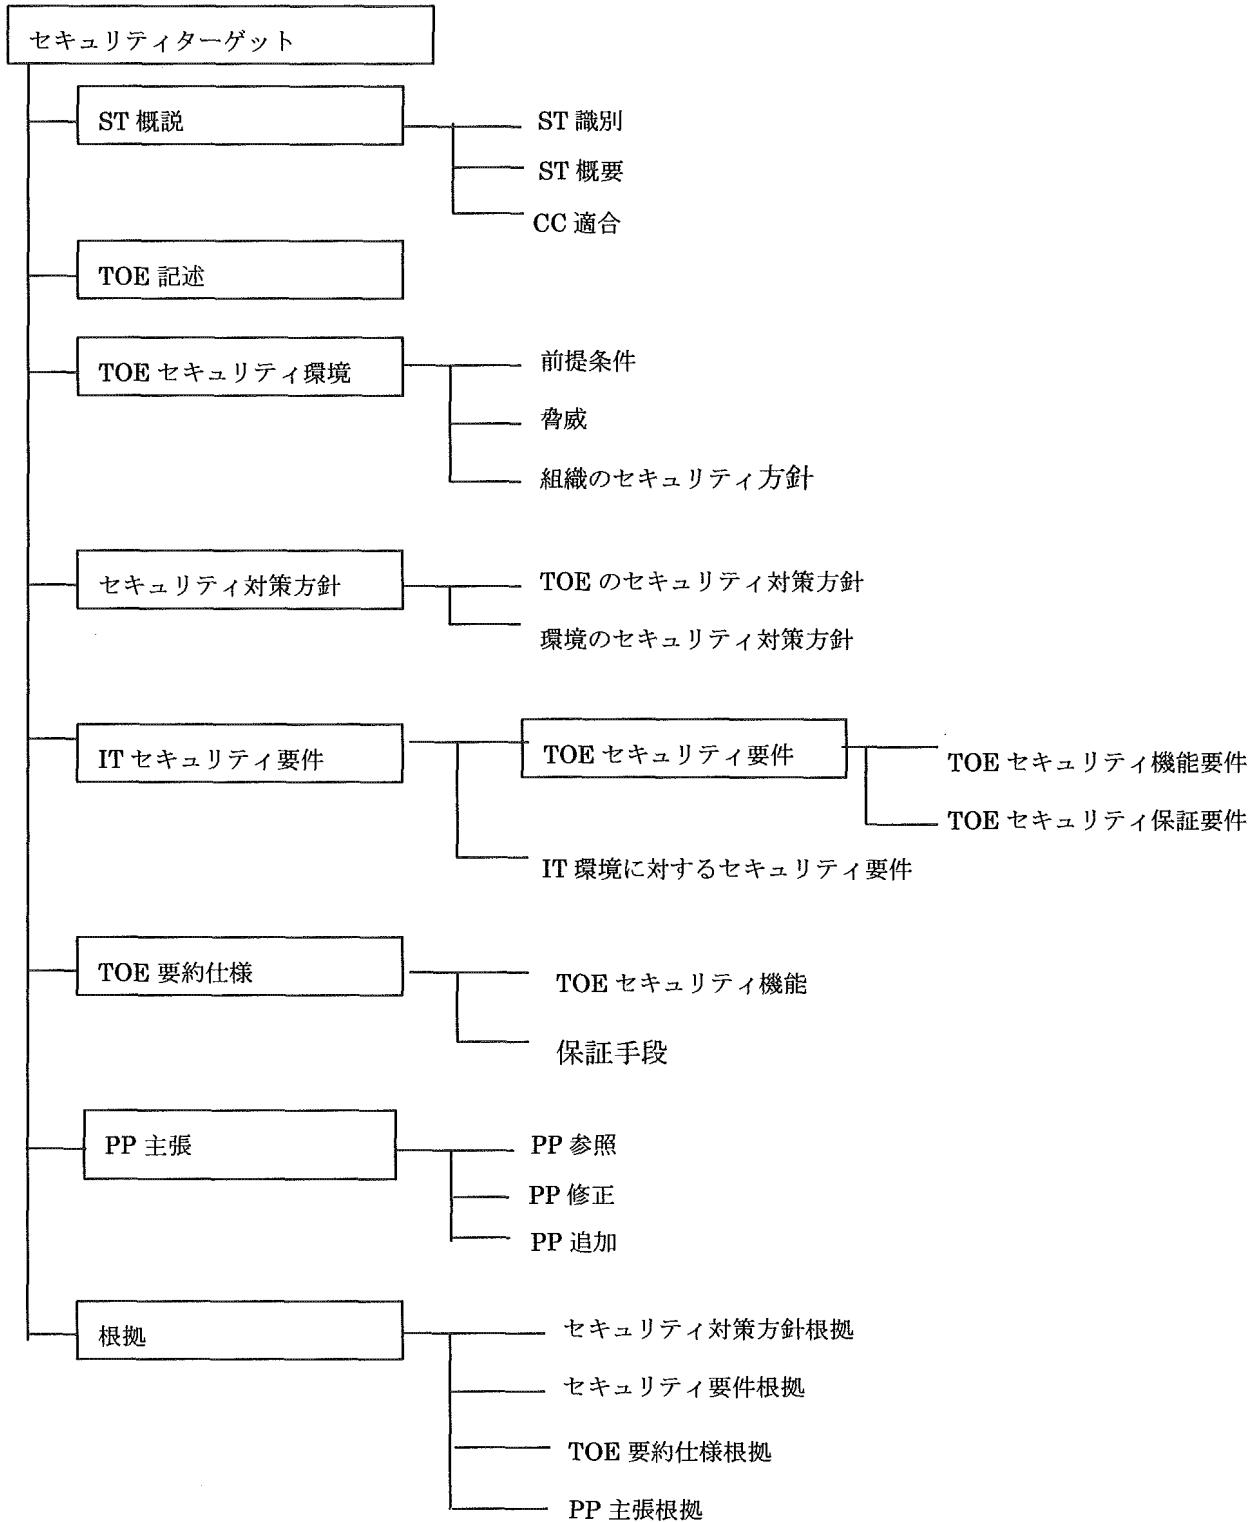 セキュリティターゲット
ST 概説
ST 識別
ST 概要
CC 適合
TOE 記述
TOE セキュリティ環境
前提条件
脅威
組織のセキュリティ方針
セキュリティ対策方針
TOE のセキュリティ対策方針
環境のセキュリティ対策方針
IT セキュリティ要件
TOE セキュリティ要件
TOE セキュリティ機能要件
TOE セキュリティ保証要件
IT 環境に対するセキュリティ要件
TOE 要約仕様
TOE セキュリティ機能
保証手段
PP 主張
PP 参照
PP 修正
PP 追加
根拠
セキュリティ対策方針根拠
セキュリティ要件根拠
TOE 要約仕様根拠
PP 主張根拠